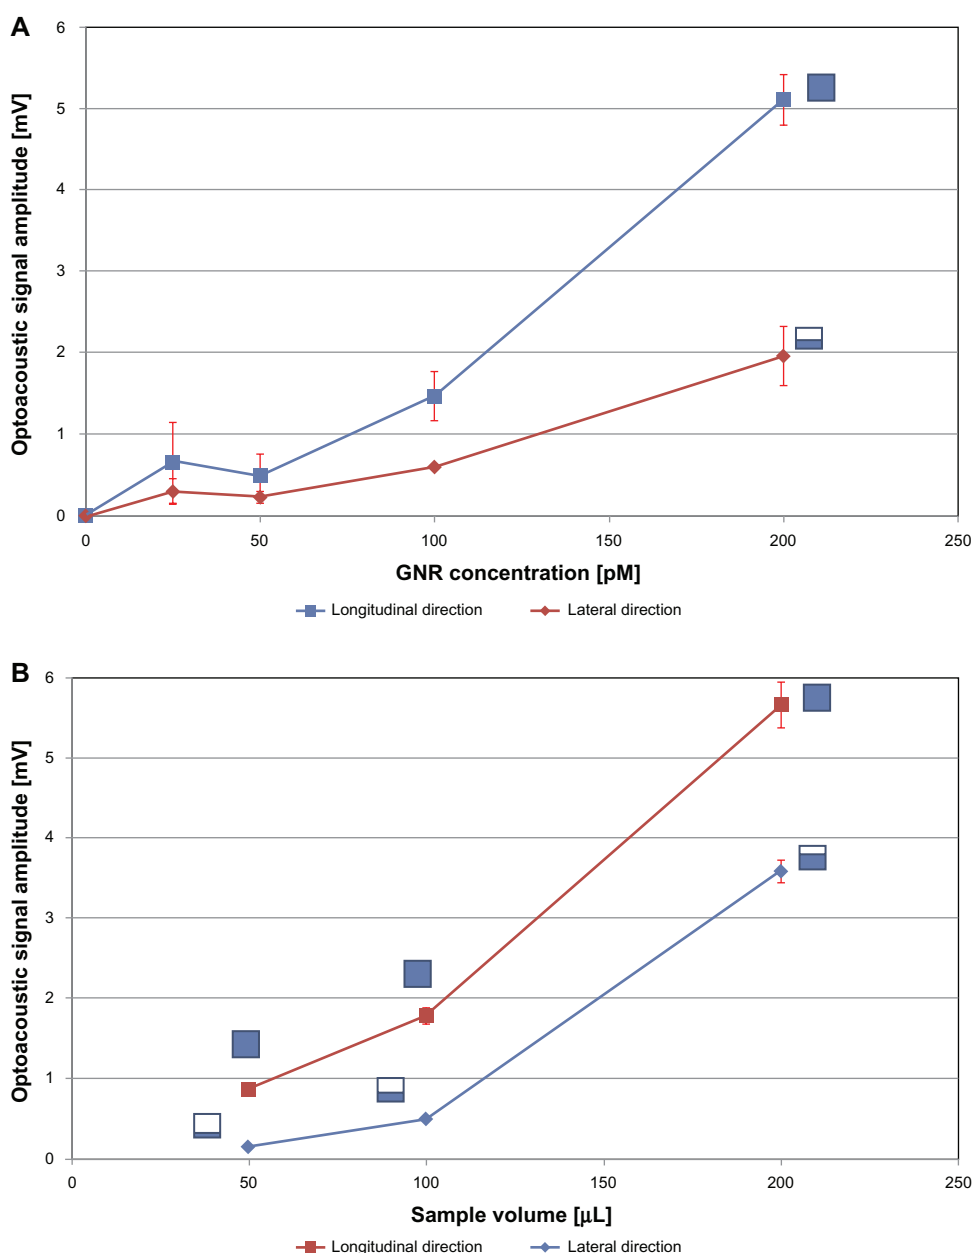 A
Optoacoustic signal amplitude [mV]
6
5
4
3
2
1
0
0 50 100 150 200 250
GNR concentration [pM]
Longitudinal direction Lateral direction
B
Optoacoustic signal amplitude [mV]
6
5
4
3
2
1
0
0 50 100 150 200 250
Sample volume [μL]
Longitudinal direction Lateral direction